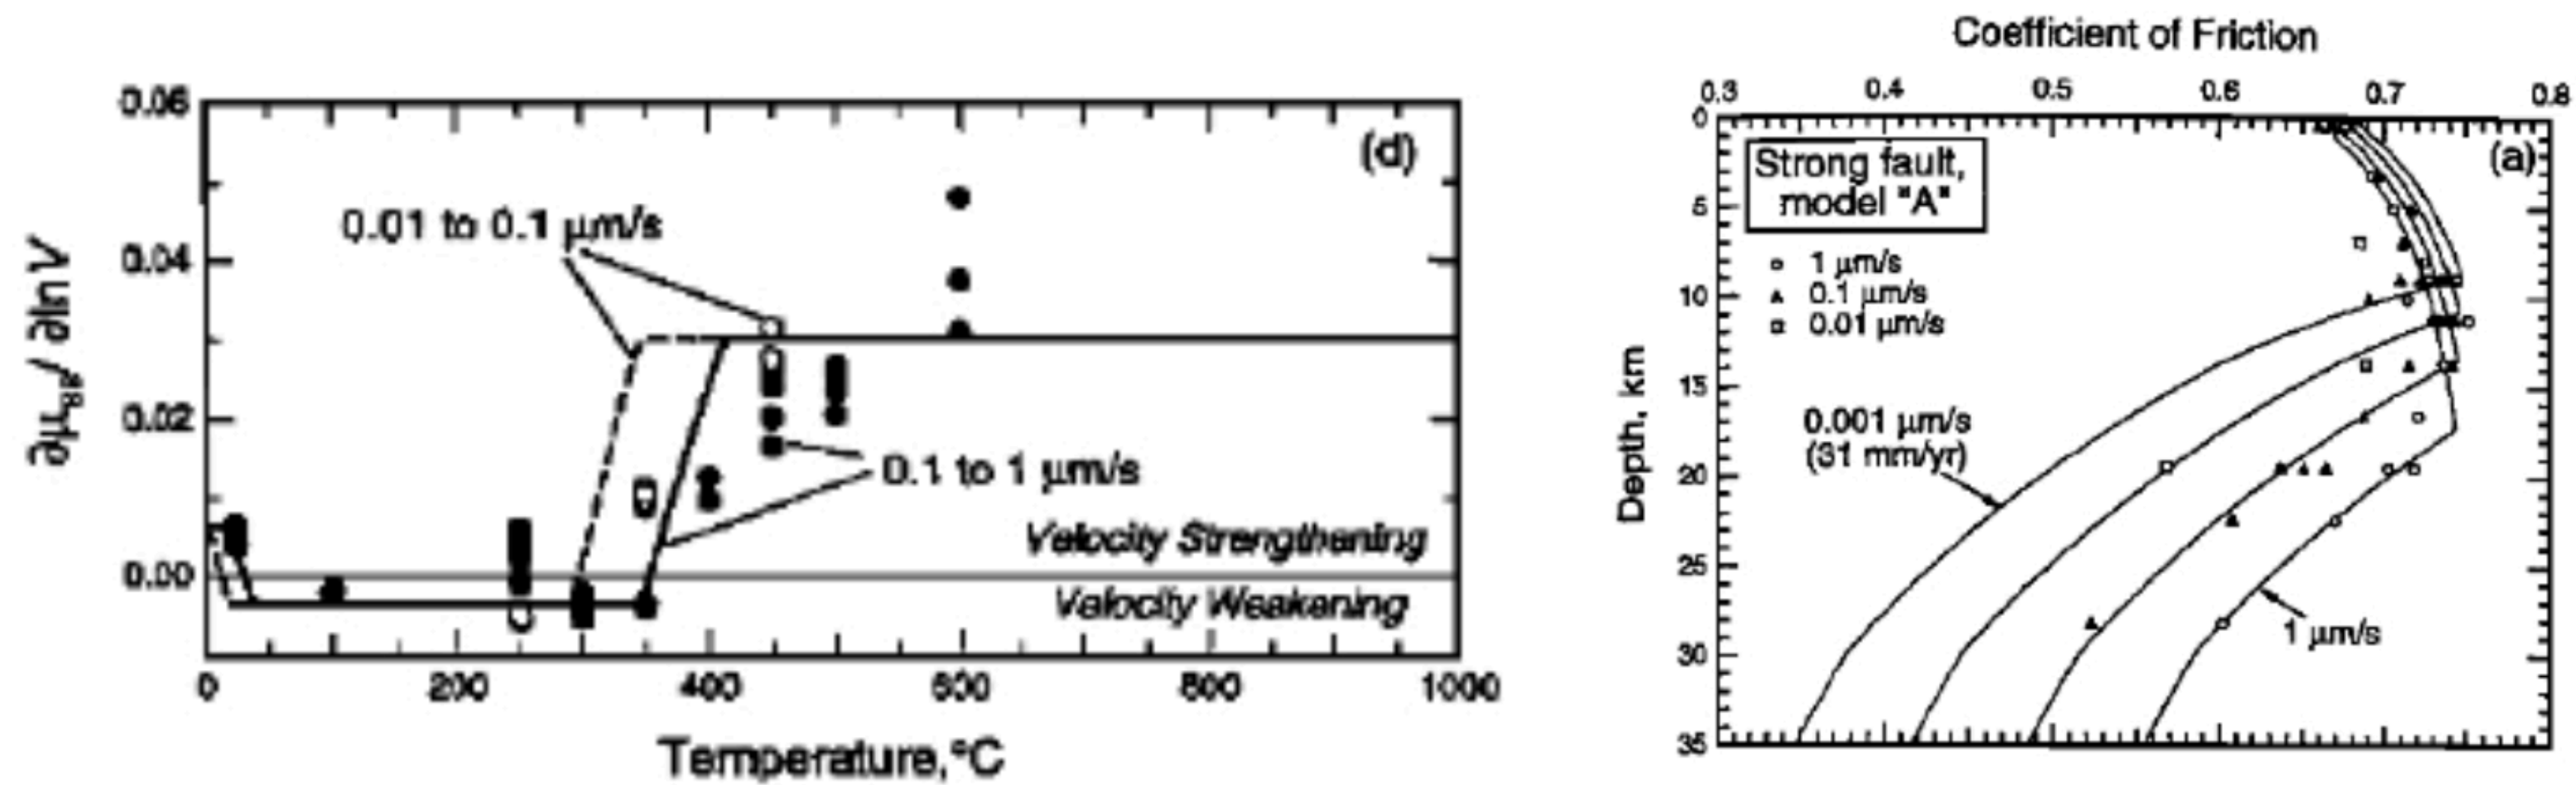 0.06
0.04
0.02
0.00
∂μss / ∂lnV
(d)
0.01 to 0.1 μm/s
0.1 to 1 μm/s
Velocity Strengthening
Velocity Weakening
0 200 400 600 800 1000
Temperature,°C
Coefficient of Friction
0.3 0.4 0.5 0.6 0.7 0.8
0
5
10
15
20
25
30
35
Depth, km
(a)
Strong fault,
model "A"
1 μm/s
0.1 μm/s
0.01 μm/s
0.001 μm/s
(31 mm/yr)
1 μm/s